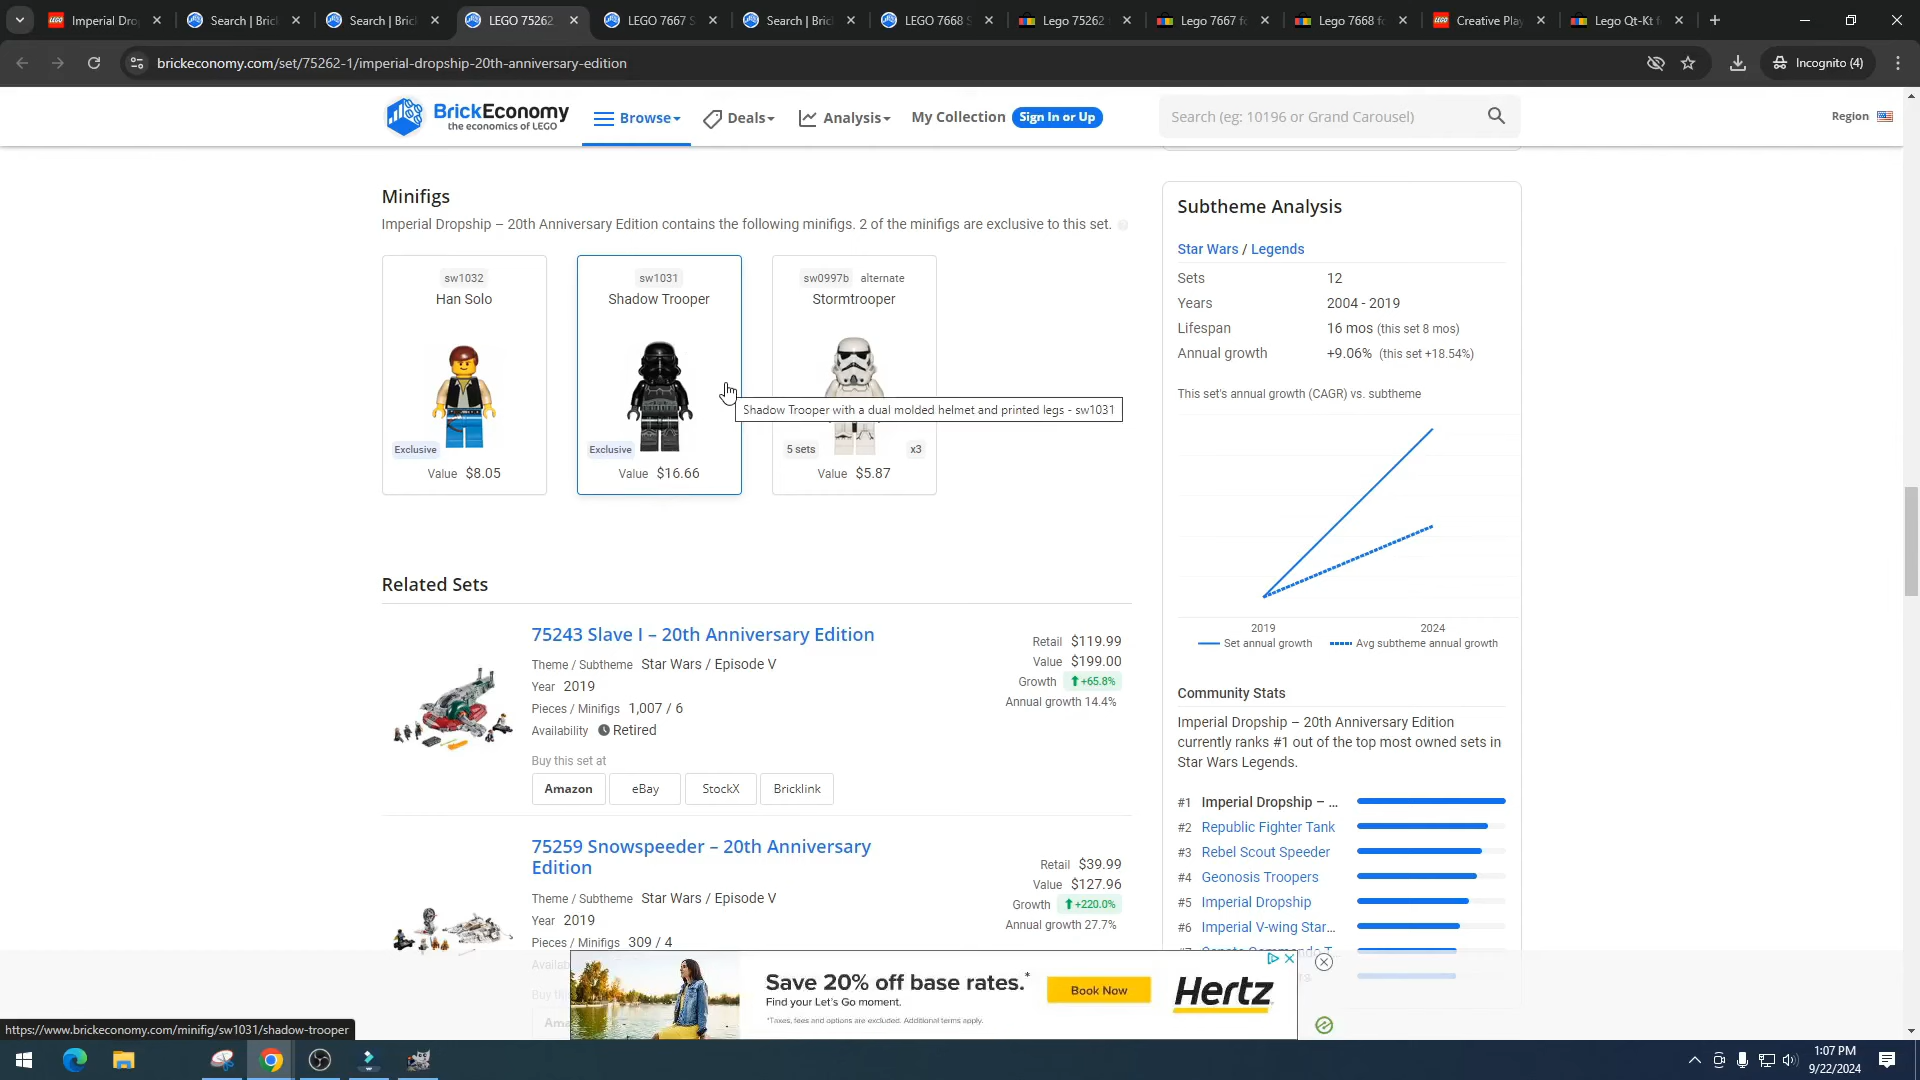 Imperial Dro
Search | Bric
Search | Bric
LEGO 75262
LEGO 7667 S
Search | Bric
LEGO 7668 S
Lego 75262
Lego 7667 fo
Lego 7668 fo
Creative Play
Lego Qt-Kt f
brickeconomy.com/set/75262-1/imperial-dropship-20th-anniversary-edition
Incognito (4)
BrickEconomy
the economics of LEGO
Browse
Deals
Analysis
My Collection
Sign In or Up
Search (eg: 10196 or Grand Carousel)
Region
Minifigs
Imperial Dropship – 20th Anniversary Edition contains the following minifigs. 2 of the minifigs are exclusive to this set.
sw1032
Han Solo
Exclusive
Value $8.05
sw1031
Shadow Trooper
Exclusive
Value $16.66
sw0997b alternate
Stormtrooper
5 sets x3
Value $5.87
Shadow Trooper with a dual molded helmet and printed legs - sw1031
Related Sets
75243 Slave I – 20th Anniversary Edition
Theme / Subtheme Star Wars / Episode V
Year 2019
Pieces / Minifigs 1,007 / 6
Availability Retired
Buy this set at
Amazon eBay StockX Bricklink
Retail $119.99
Value $199.00
Growth +65.8%
Annual growth 14.4%
75259 Snowspeeder – 20th Anniversary
Edition
Theme / Subtheme Star Wars / Episode V
Year 2019
Pieces / Minifigs 309 / 4
Retail $39.99
Value $127.96
Growth +220.0%
Annual growth 27.7%
Subtheme Analysis
Star Wars / Legends
Sets 12
Years 2004 - 2019
Lifespan 16 mos (this set 8 mos)
Annual growth +9.06% (this set +18.54%)
This set's annual growth (CAGR) vs. subtheme
2019 2024
Set annual growth Avg subtheme annual growth
Community Stats
Imperial Dropship – 20th Anniversary Edition
currently ranks #1 out of the top most owned sets in
Star Wars Legends.
#1 Imperial Dropship – ...
#2 Republic Fighter Tank
#3 Rebel Scout Speeder
#4 Geonosis Troopers
#5 Imperial Dropship
#6 Imperial V-wing Star...
Save 20% off base rates.*
Find your Let's Go moment.
*Taxes, fees and options are excluded. Additional terms apply.
Book Now
Hertz
https://www.brickeconomy.com/minifig/sw1031/shadow-trooper
1:07 PM
9/22/2024